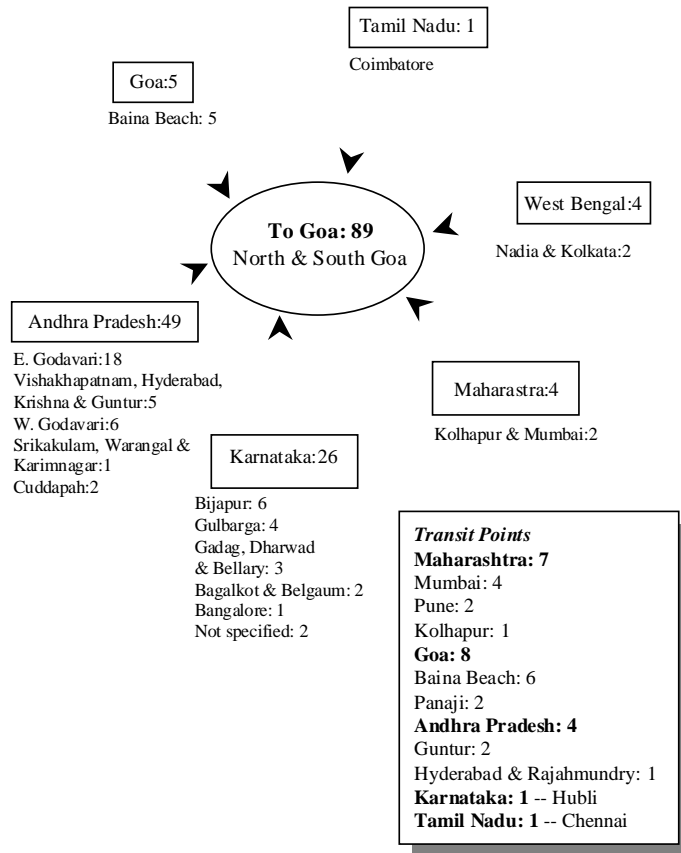 Tamil Nadu: 1
Coimbatore
Goa:5
Baina Beach: 5
West Bengal:4
Nadia & Kolkata:2
To Goa: 89
North & South Goa
Andhra Pradesh:49
E. Godavari:18
Vishakhapatnam, Hyderabad,
Krishna & Guntur:5
W. Godavari:6
Srikakulam, Warangal &
Karimnagar:1
Cuddapah:2
Maharastra:4
Kolhapur & Mumbai:2
Karnataka:26
Bijapur: 6
Gulbarga: 4
Gadag, Dharwad
& Bellary: 3
Bagalkot & Belgaum: 2
Bangalore: 1
Not specified: 2
Transit Points
Maharashtra: 7
Mumbai: 4
Pune: 2
Kolhapur: 1
Goa: 8
Baina Beach: 6
Panaji: 2
Andhra Pradesh: 4
Guntur: 2
Hyderabad & Rajahmundry: 1
Karnataka: 1 -- Hubli
Tamil Nadu: 1 -- Chennai